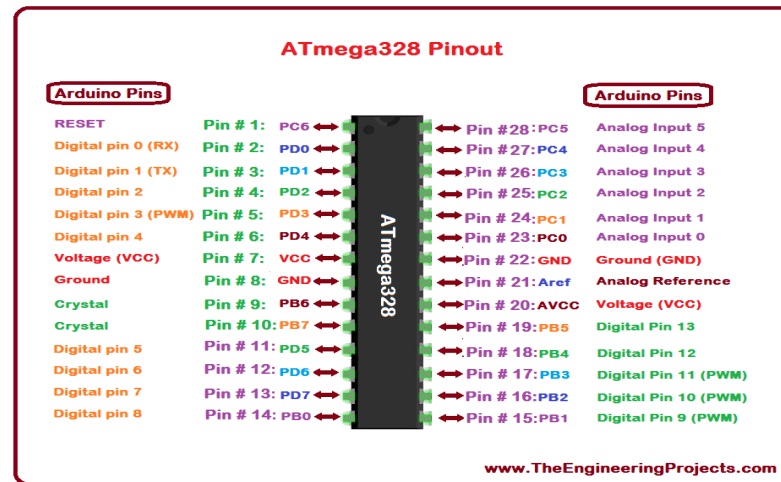 ATmega328 Pinout
Arduino Pins
Arduino Pins
RESET Pin # 1: PC6
Digital pin 0 (RX) Pin # 2: PD0
Digital pin 1 (TX) Pin # 3: PD1
Digital pin 2 Pin # 4: PD2
Digital pin 3 (PWM) Pin # 5: PD3
Digital pin 4 Pin # 6: PD4
Voltage (VCC) Pin # 7: VCC
Ground Pin # 8: GND
Crystal Pin # 9: PB6
Crystal Pin # 10: PB7
Digital pin 5 Pin # 11: PD5
Digital pin 6 Pin # 12: PD6
Digital pin 7 Pin # 13: PD7
Digital pin 8 Pin # 14: PB0
ATmega328
Pin #28: PC5 Analog Input 5
Pin #27: PC4 Analog Input 4
Pin # 26: PC3 Analog Input 3
Pin # 25: PC2 Analog Input 2
Pin # 24: PC1 Analog Input 1
Pin # 23: PC0 Analog Input 0
Pin # 22: GND Ground (GND)
Pin # 21: Aref Analog Reference
Pin # 20: AVCC Voltage (VCC)
Pin # 19: PB5 Digital Pin 13
Pin # 18: PB4 Digital Pin 12
Pin # 17: PB3 Digital Pin 11 (PWM)
Pin # 16: PB2 Digital Pin 10 (PWM)
Pin # 15: PB1 Digital Pin 9 (PWM)
www.TheEngineeringProjects.com